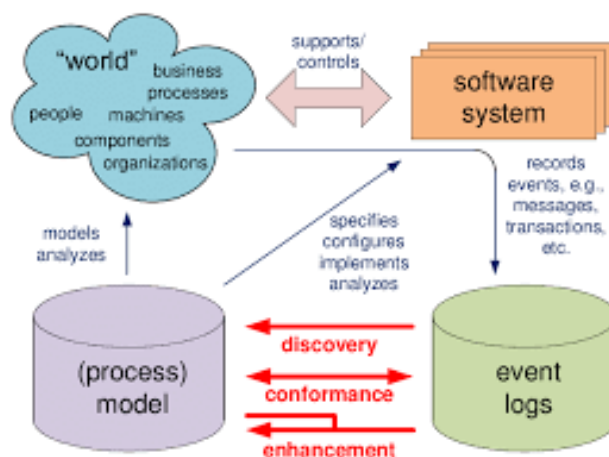 "world"
business
processes
people
machines
components
organizations
supports/
controls
software
system
models
analyzes
specifies
configures
implements
analyzes
records
events, e.g.,
messages,
transactions,
etc.
(process)
model
discovery
conformance
enhancement
event
logs